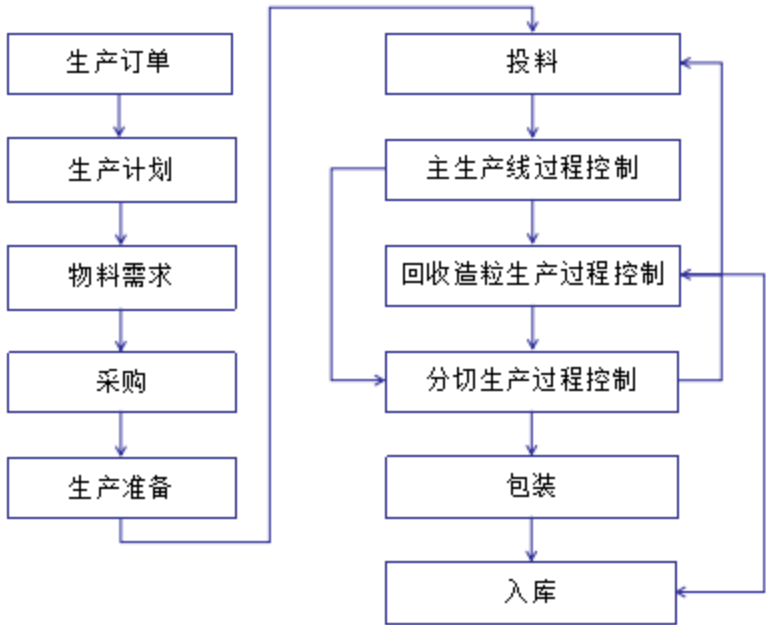 生产订单
生产计划
物料需求
采购
生产准备
投料
主生产线过程控制
回收造粒生产过程控制
分切生产过程控制
包装
入库